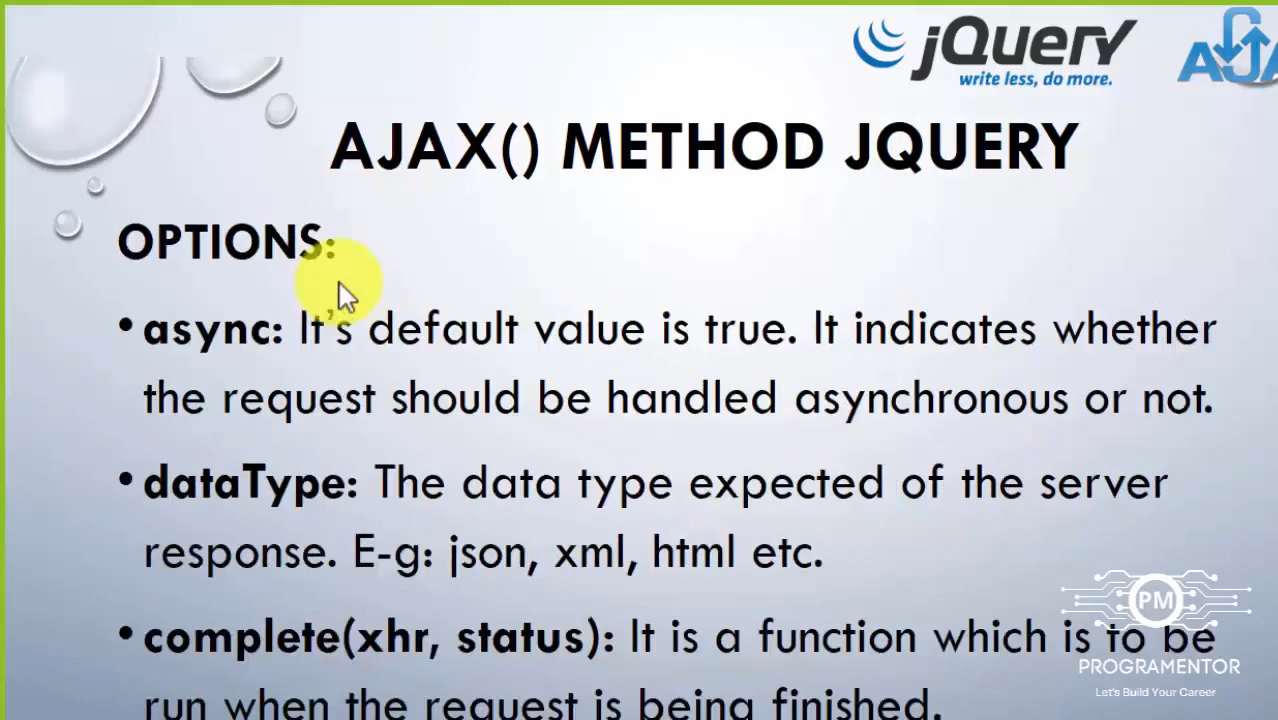 jQuery
write less, do more.
AJA
AJAX() METHOD JQUERY
OPTIONS:
• async: It's default value is true. It indicates whether
the request should be handled asynchronous or not.
• dataType: The data type expected of the server
response. E-g: json, xml, html etc.
• complete(xhr, status): It is a function which is to be
run when the request is being finished.
PM
PROGRAMENTOR
Let's Build Your Career